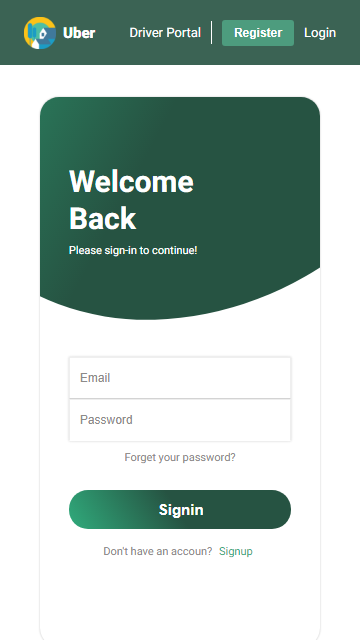 Uber Driver Portal Register Login
Welcome
Back
Please sign-in to continue!
Email
Password
Forget your password?
Signin
Don't have an accoun? Signup